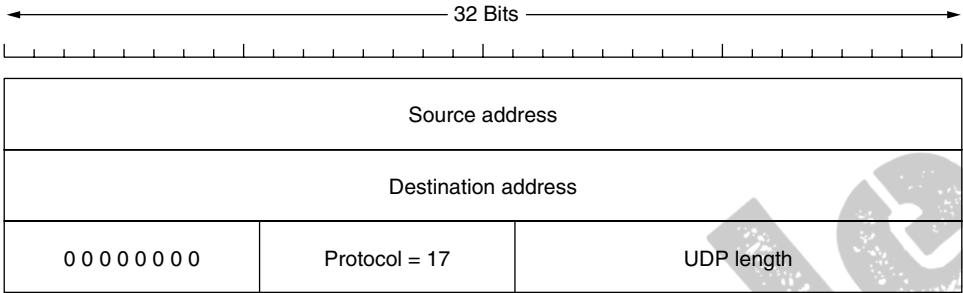 32 Bits
Source address
Destination address
0 0 0 0 0 0 0 0 Protocol = 17 UDP length